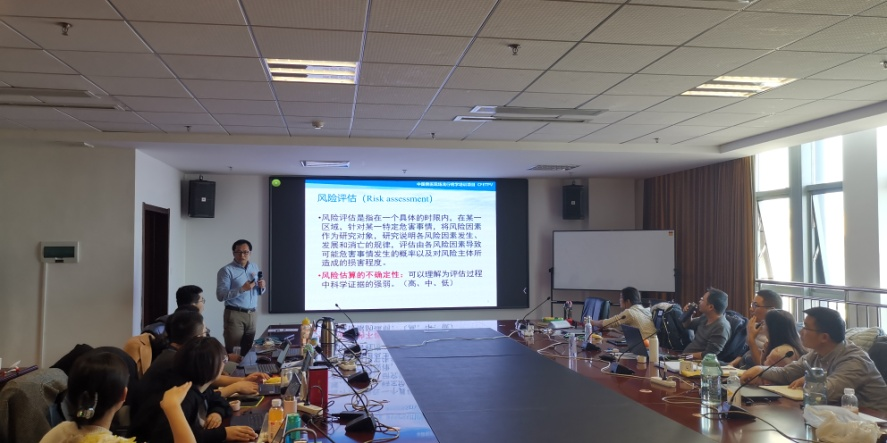 风险评估（Risk assessment）
•风险评估是指在一个具体的时限内，在某一
区域，针对某一特定危害事情，将风险因素
作为研究对象，研究说明各风险因素发生、
发展和消亡的规律，评估由各风险因素导致
可能危害事情发生的概率以及对风险主体所
造成的损害程度。
•风险估算的不确定性：可以理解为评估过程
中科学证据的强弱。（高、中、低）